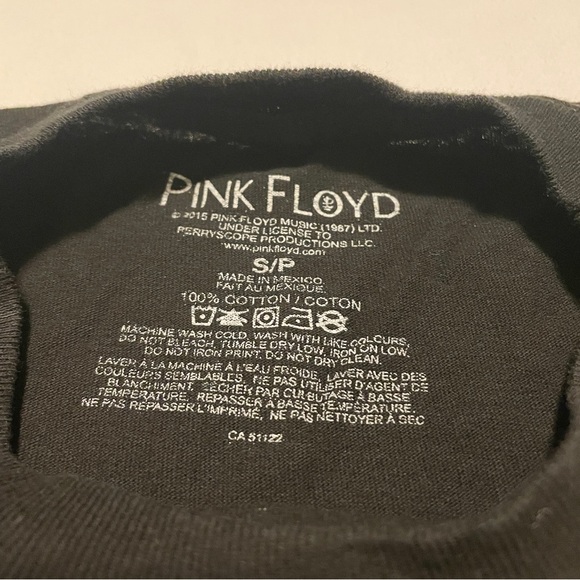 PINK FLOYD
© 2015 PINK FLOYD MUSIC (1987) LTD.
UNDER LICENSE TO
PERRYSCOPE PRODUCTIONS LLC.
www.pinkfloyd.com
S/P
MADE IN MEXICO
FAIT AU MEXIQUE
100% COTTON / COTON
MACHINE WASH COLD, WASH WITH LIKE COLOURS,
DO NOT BLEACH, TUMBLE DRY LOW, IRON ON LOW,
DO NOT IRON PRINT, DO NOT DRY CLEAN.
LAVER À LA MACHINE À L'EAU FROIDE, LAVER AVEC DES
COULEURS SEMBLABLES, NE PAS UTILISER D'AGENT DE
BLANCHIMENT, SÉCHER PAR CULBUTAGE À BASSE
TEMPÉRATURE, REPASSER À BASSE TEMPÉRATURE,
NE PAS REPASSER L'IMPRIMÉ, NE PAS NETTOYER À SEC
CA 51122